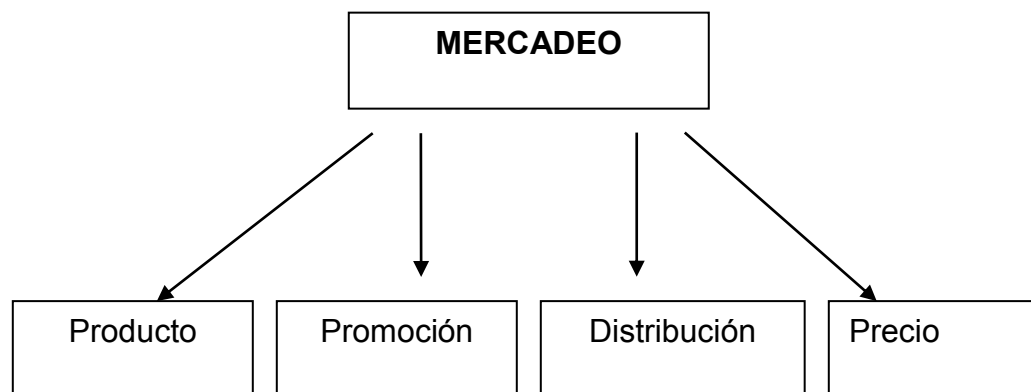 MERCADEO
Producto
Promoción
Distribución
Precio